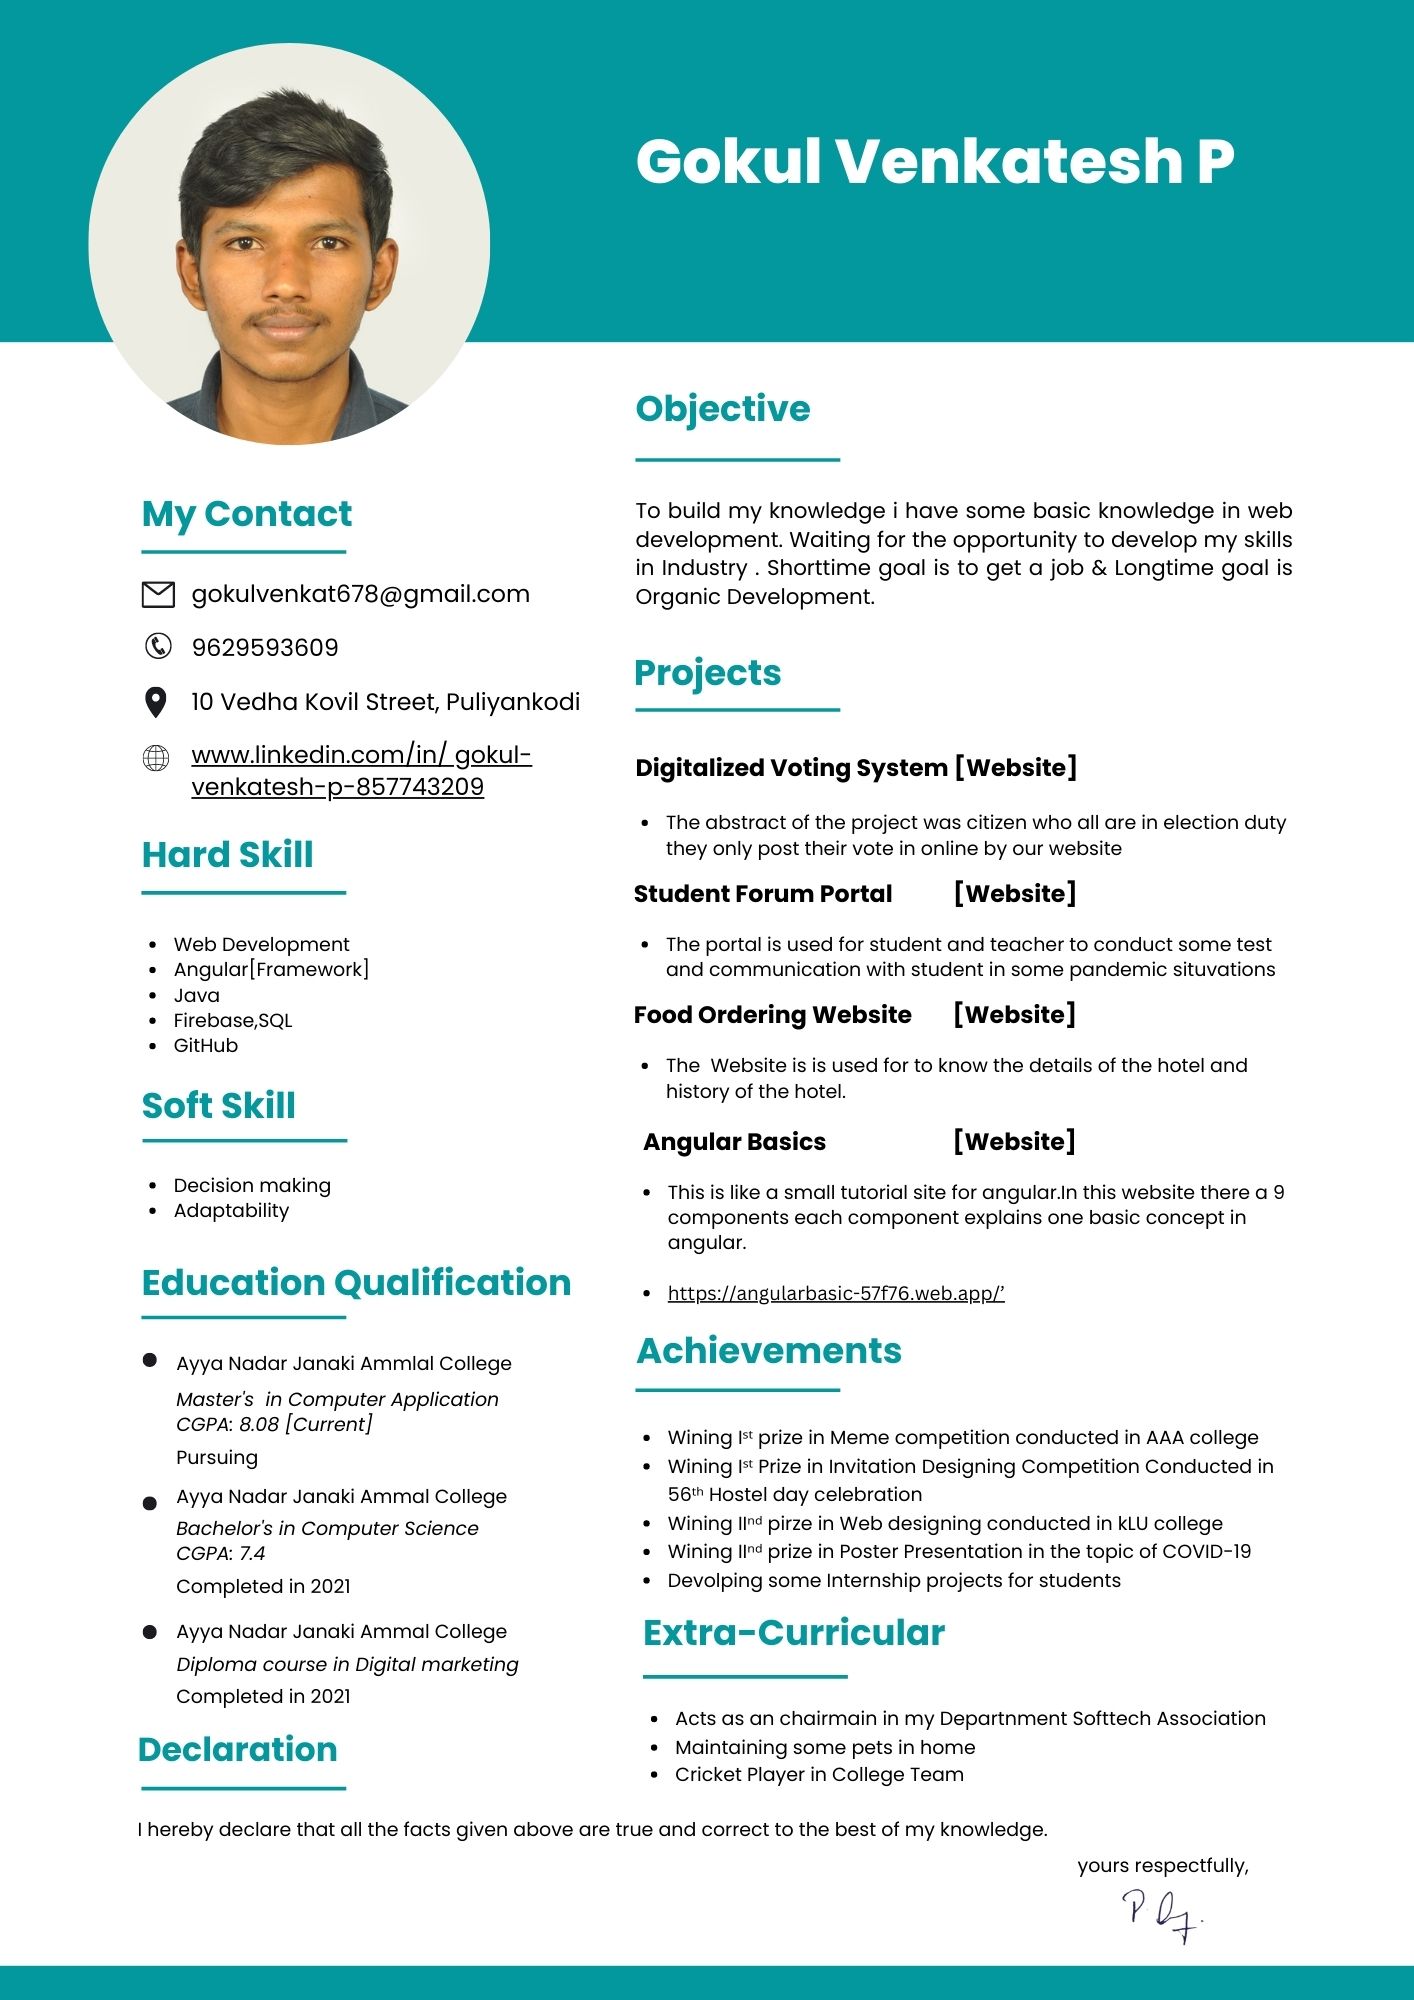 Gokul Venkatesh P
My Contact
gokulvenkat678@gmail.com
9629593609
10 Vedha Kovil Street, Puliyankodi
www.linkedin.com/in/ gokul-
venkatesh-p-857743209
Hard Skill
• Web Development
• Angular[Framework]
• Java
• Firebase,SQL
• GitHub
Soft Skill
• Decision making
• Adaptability
Education Qualification
• Ayya Nadar Janaki Ammlal College
Master's  in Computer Application
CGPA: 8.08 [Current]
Pursuing
• Ayya Nadar Janaki Ammal College
Bachelor's in Computer Science
CGPA: 7.4
Completed in 2021
• Ayya Nadar Janaki Ammal College
Diploma course in Digital marketing
Completed in 2021
Objective
To build my knowledge i have some basic knowledge in web
development. Waiting for the opportunity to develop my skills
in Industry . Shorttime goal is to get a job & Longtime goal is
Organic Development.
Projects
Digitalized Voting System [Website]
• The abstract of the project was citizen who all are in election duty
they only post their vote in online by our website
Student Forum Portal [Website]
• The portal is used for student and teacher to conduct some test
and communication with student in some pandemic situvations
Food Ordering Website [Website]
• The  Website is is used for to know the details of the hotel and
history of the hotel.
Angular Basics [Website]
• This is like a small tutorial site for angular.In this website there a 9
components each component explains one basic concept in
angular.
• https://angularbasic-57f76.web.app/’
Achievements
• Wining Iˢᵗ prize in Meme competition conducted in AAA college
• Wining Iˢᵗ Prize in Invitation Designing Competition Conducted in
56ᵗʰ Hostel day celebration
• Wining IIⁿᵈ pirze in Web designing conducted in kLU college
• Wining IIⁿᵈ prize in Poster Presentation in the topic of COVID-19
• Devolping some Internship projects for students
Extra-Curricular
• Acts as an chairmain in my Departnment Softtech Association
• Maintaining some pets in home
• Cricket Player in College Team
Declaration
I hereby declare that all the facts given above are true and correct to the best of my knowledge.
yours respectfully,